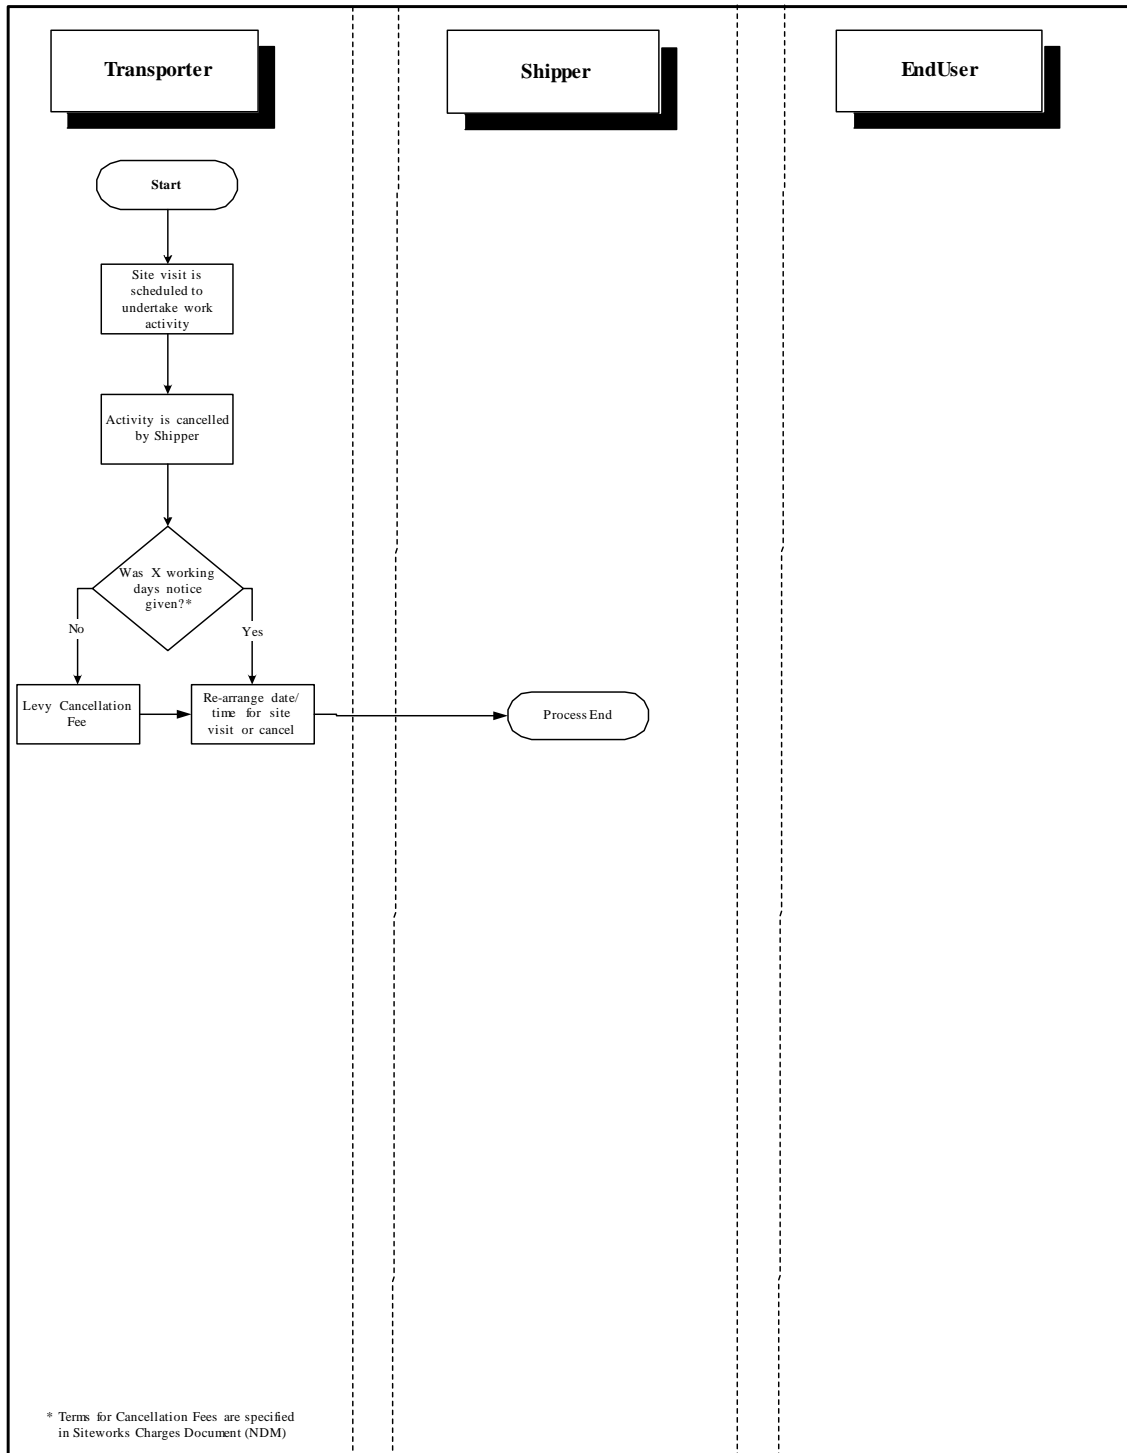 Transporter
Shipper
EndUser
Start
Site visit is
scheduled to
undertake work
activity
Activity is cancelled
by Shipper
Was X working
days notice
given?*
No
Yes
Levy Cancellation
Fee
Re-arrange date/
time for site
visit or cancel
Process End
* Terms for Cancellation Fees are specified
in Siteworks Charges Document (NDM)